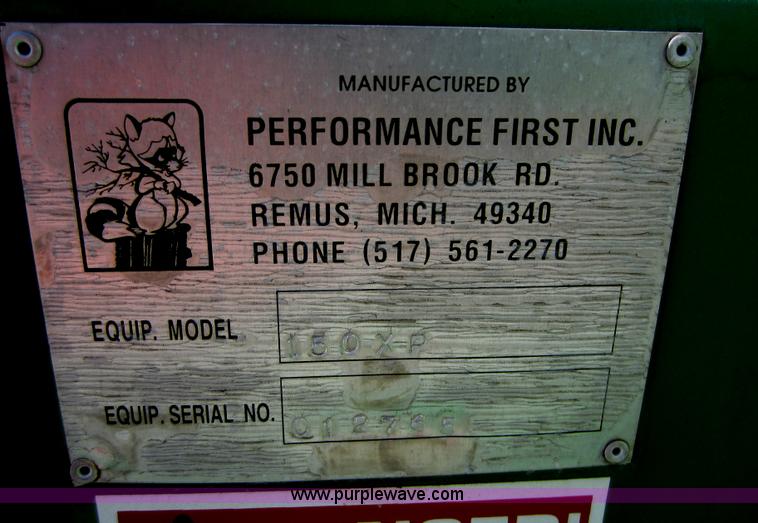 MANUFACTURED BY
PERFORMANCE FIRST INC.
6750 MILL BROOK RD.
REMUS, MICH. 49340
PHONE (517) 561-2270
EQUIP. MODEL
150XP
EQUIP. SERIAL NO.
www.purplewave.com